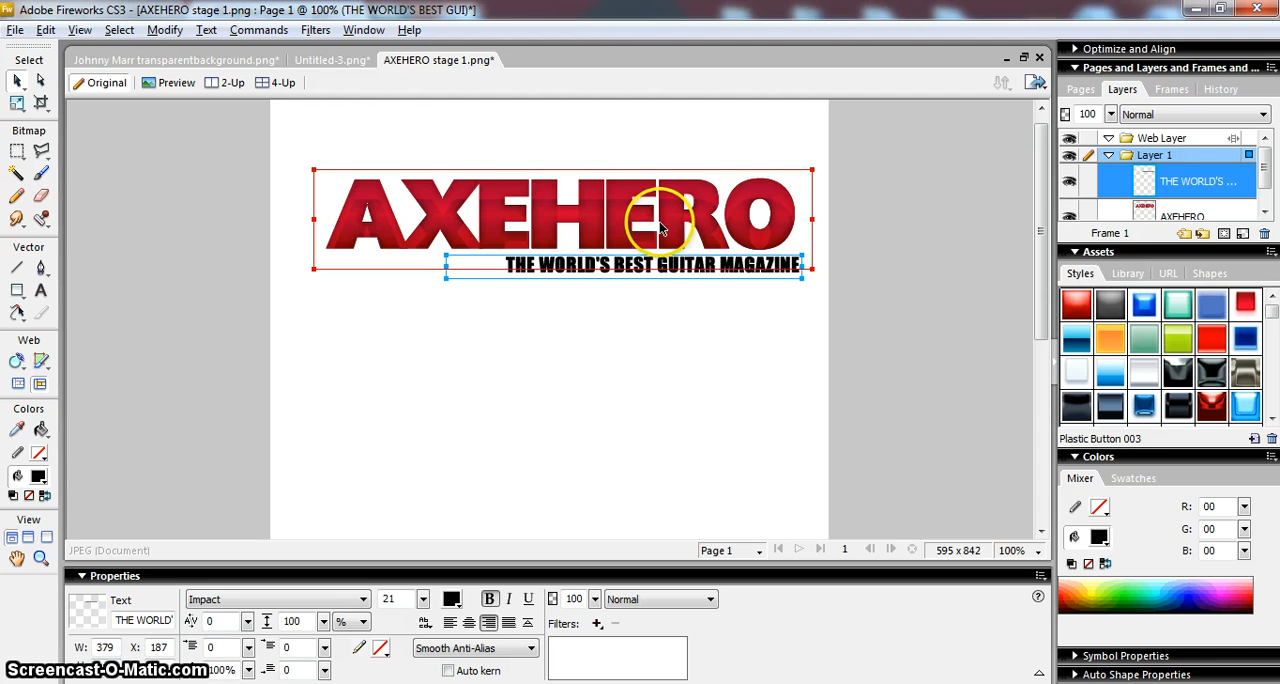 Adobe Fireworks CS3 - [AXEHERO stage 1.png : Page 1 @ 100% (THE WORLD'S BEST GUI)*]
File Edit View Select Modify Text Commands Filters Window Help
Select
Johnny Marr transparentbackground.png* Untitled-3.png* AXEHERO stage 1.png*
Original Preview 2-Up 4-Up
Bitmap
Vector
Web
Colors
View
AXEHERO
THE WORLD'S BEST GUITAR MAGAZINE
JPEG (Document) Page 1 1 595 x 842 100%
Optimize and Align
Pages and Layers and Frames and ...
Pages Layers Frames History
100 Normal
Web Layer
Layer 1
THE WORLD'S ...
AXEHERO
AXEHERO
Frame 1
Assets
Styles Library URL Shapes
Plastic Button 003
Colors
Mixer Swatches
R: 00
G: 00
B: 00
Symbol Properties
Auto Shape Properties
Properties
Text Impact 21 B I U 100 Normal
THE WORLD' 0 100 % Filters:
W: 379 X: 187 0 0 Smooth Anti-Alias
100% 0 Auto kern
Screencast-O-Matic.com